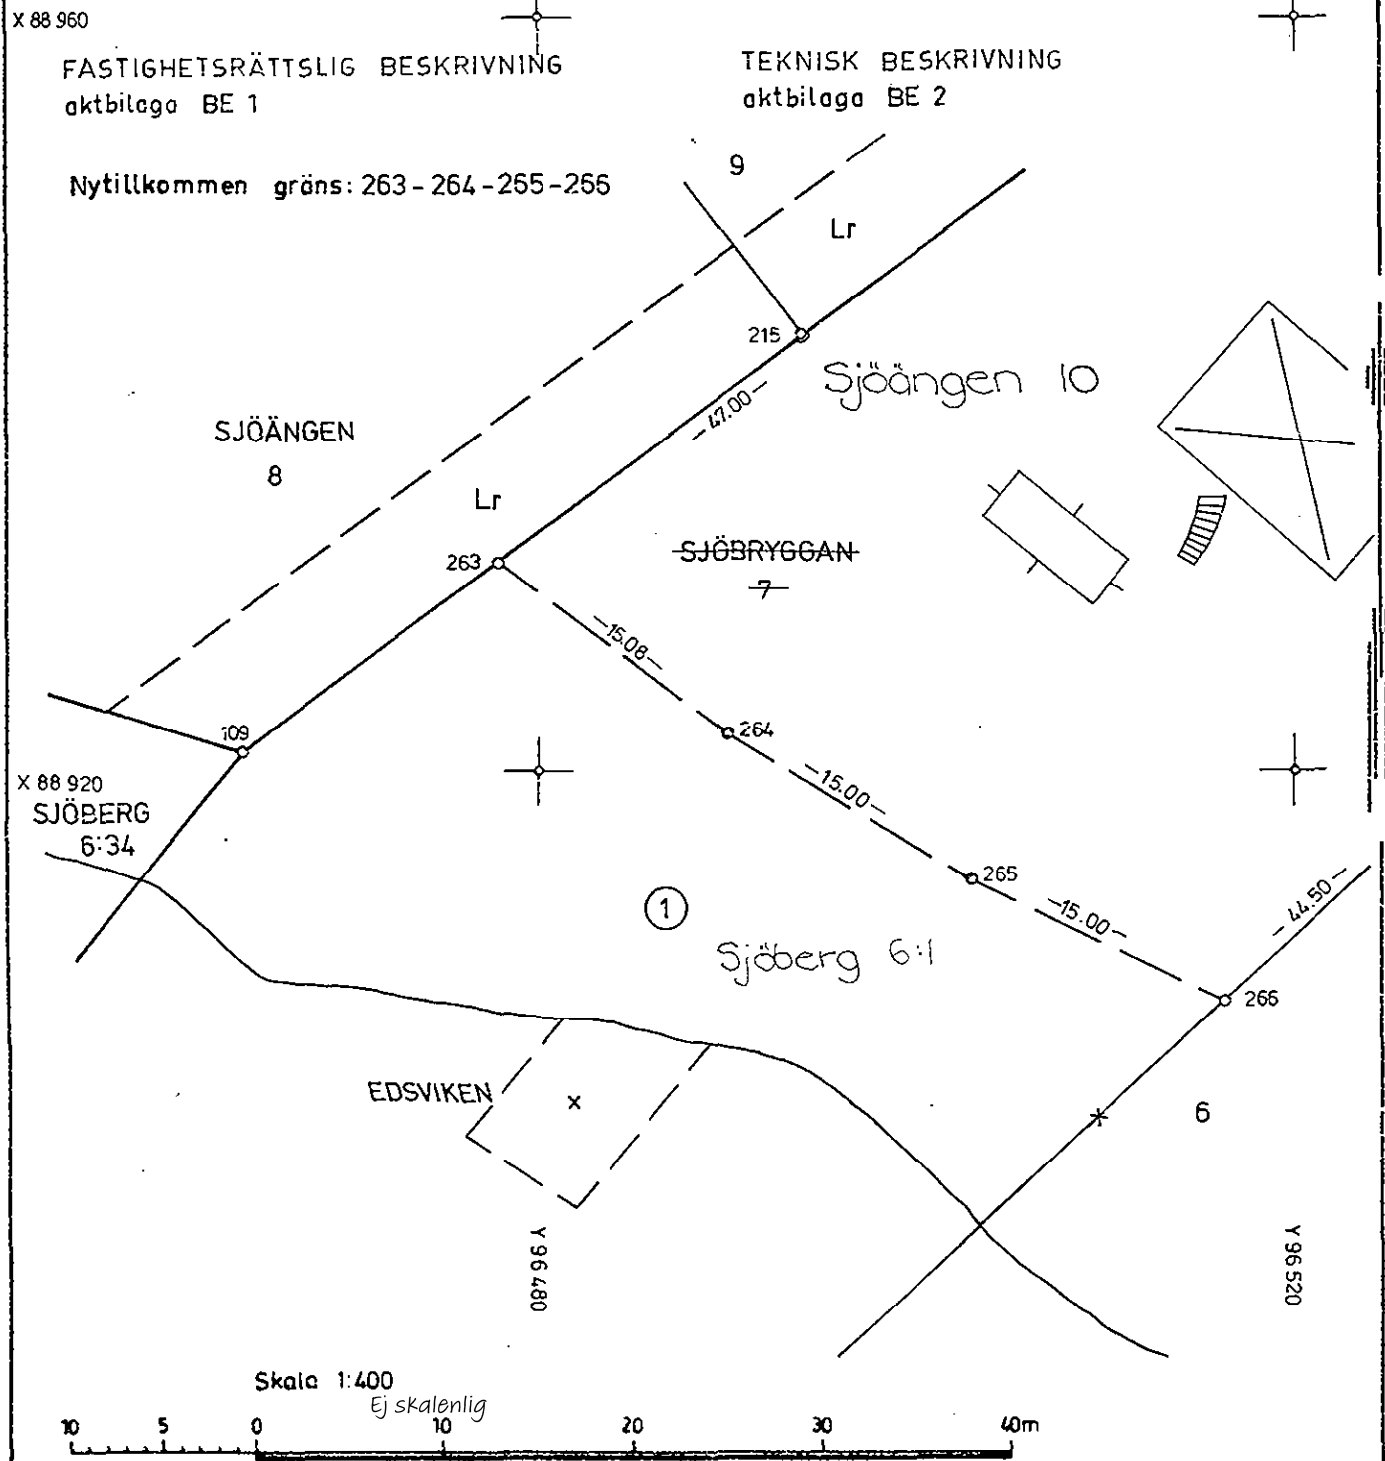 X 88 960
FASTIGHETSRÄTTSLIG BESKRIVNING
aktbilaga BE 1
TEKNISK BESKRIVNING
aktbilaga BE 2
Nytillkommen gräns: 263-264-265-266
9
Lr
215
Sjöängen 10
-47.00-
SJÖÄNGEN
8
Lr
263
SJÖBRYGGAN
7
-15.08-
109
264
X 88 920
-15.00-
SJÖBERG
6:34
265
-15.00-
-44.50-
1
Sjöberg 6:1
266
EDSVIKEN
x
6
Y 96 480
Y 96 520
Skala 1:400
Ej skalenlig
10 5 0 10 20 30 40m